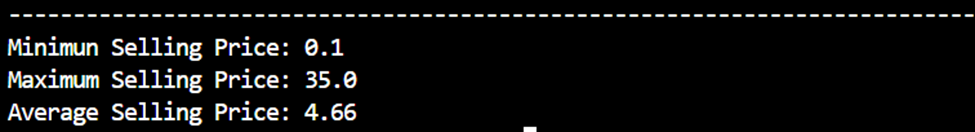 --------------------------------------------------------------------------------
Minimun Selling Price: 0.1
Maximum Selling Price: 35.0
Average Selling Price: 4.66